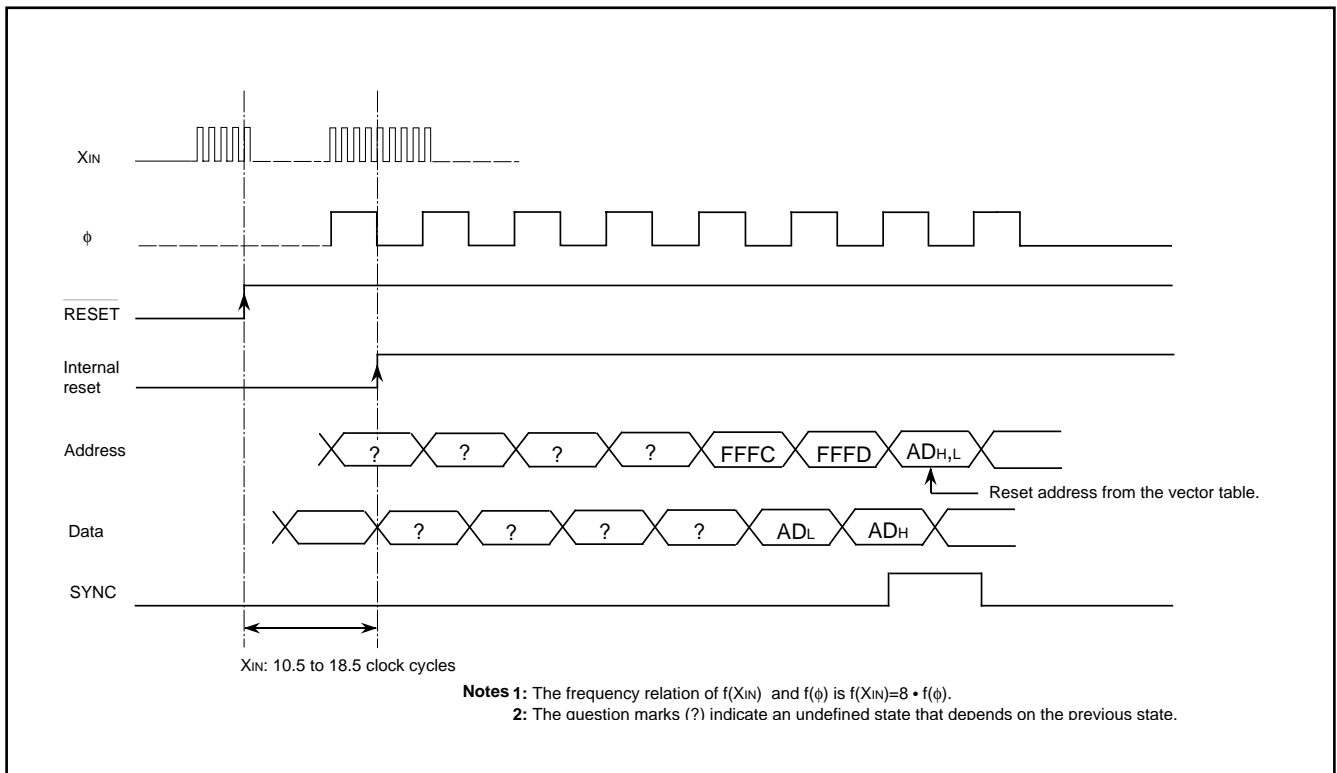 XIN
ϕ
RESET
Internal
reset
Address
? ? ? ? FFFC FFFD ADH,L
Reset address from the vector table.
Data
? ? ? ? ADL ADH
SYNC
XIN: 10.5 to 18.5 clock cycles
Notes 1: The frequency relation of f(XIN) and f(ϕ) is f(XIN)=8 • f(ϕ).
2: The question marks (?) indicate an undefined state that depends on the previous state.